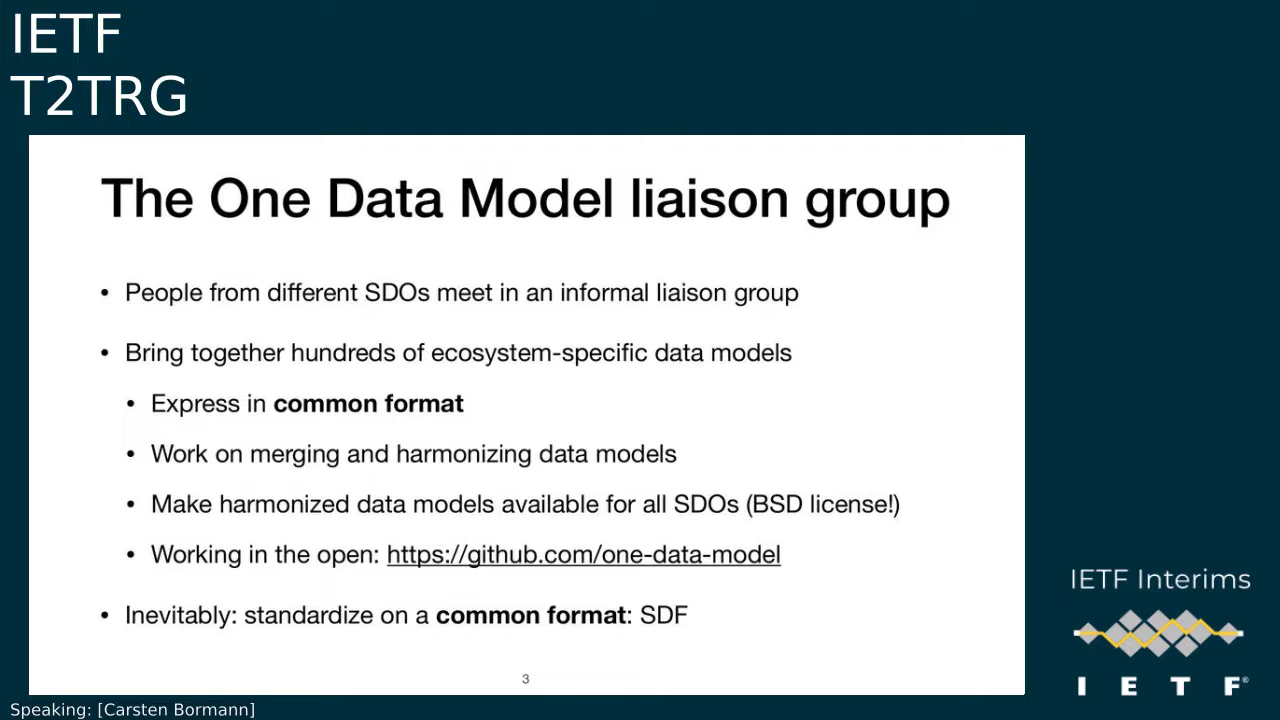 IETF
T2TRG
The One Data Model liaison group
• People from different SDOs meet in an informal liaison group
• Bring together hundreds of ecosystem-specific data models
• Express in common format
• Work on merging and harmonizing data models
• Make harmonized data models available for all SDOs (BSD license!)
• Working in the open: https://github.com/one-data-model
• Inevitably: standardize on a common format: SDF
3
IETF Interims
I E T F®
Speaking: [Carsten Bormann]